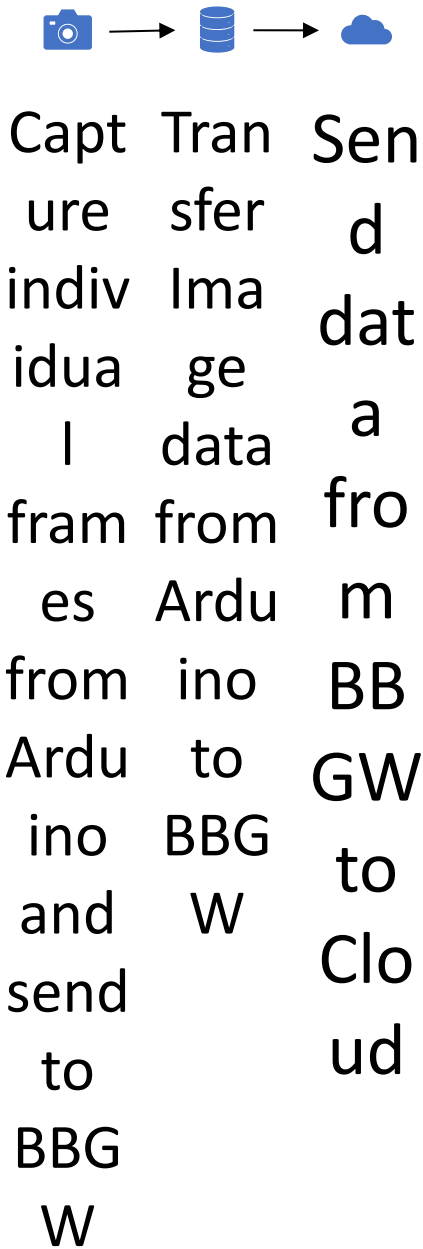 Capt
ure
indiv
idua
l
fram
es
from
Ardu
ino
and
send
to
BBG
W
Tran
sfer
Ima
ge
data
from
Ardu
ino
to
BBG
W
Sen
d
dat
a
fro
m
BB
GW
to
Clo
ud